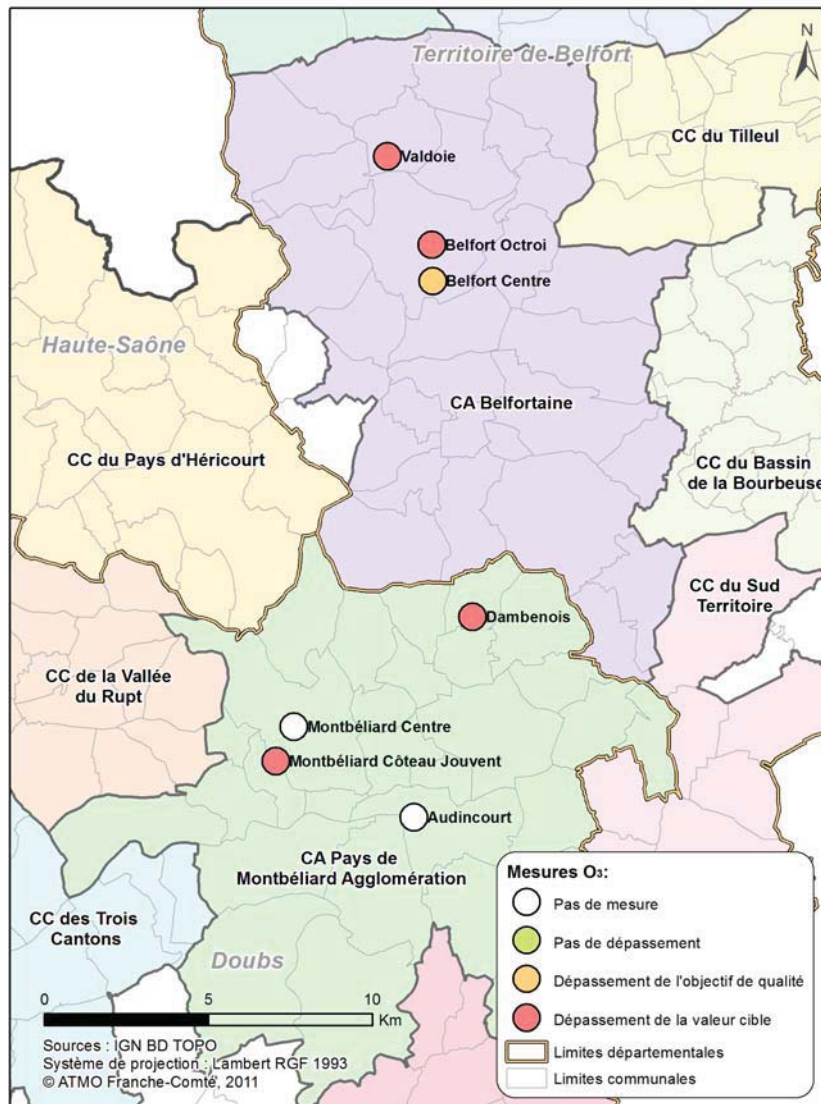 Territoire de Belfort
N
CC du Tilleul
Valdoie
Belfort Octroi
Belfort Centre
Haute-Saône
CA Belfortaine
CC du Pays d'Héricourt
CC du Bassin
de la Bourbeuse
CC du Sud
Territoire
Dambenois
CC de la Vallée
du Rupt
Montbéliard Centre
Montbéliard Côteau Jouvent
Audincourt
CA Pays de
Montbéliard Agglomération
CC des Trois
Cantons
Doubs
Mesures O3:
Pas de mesure
Pas de dépassement
Dépassement de l'objectif de qualité
Dépassement de la valeur cible
Limites départementales
Limites communales
0 5 10
Km
Sources : IGN BD TOPO
Système de projection : Lambert RGF 1993
© ATMO Franche-Comté, 2011